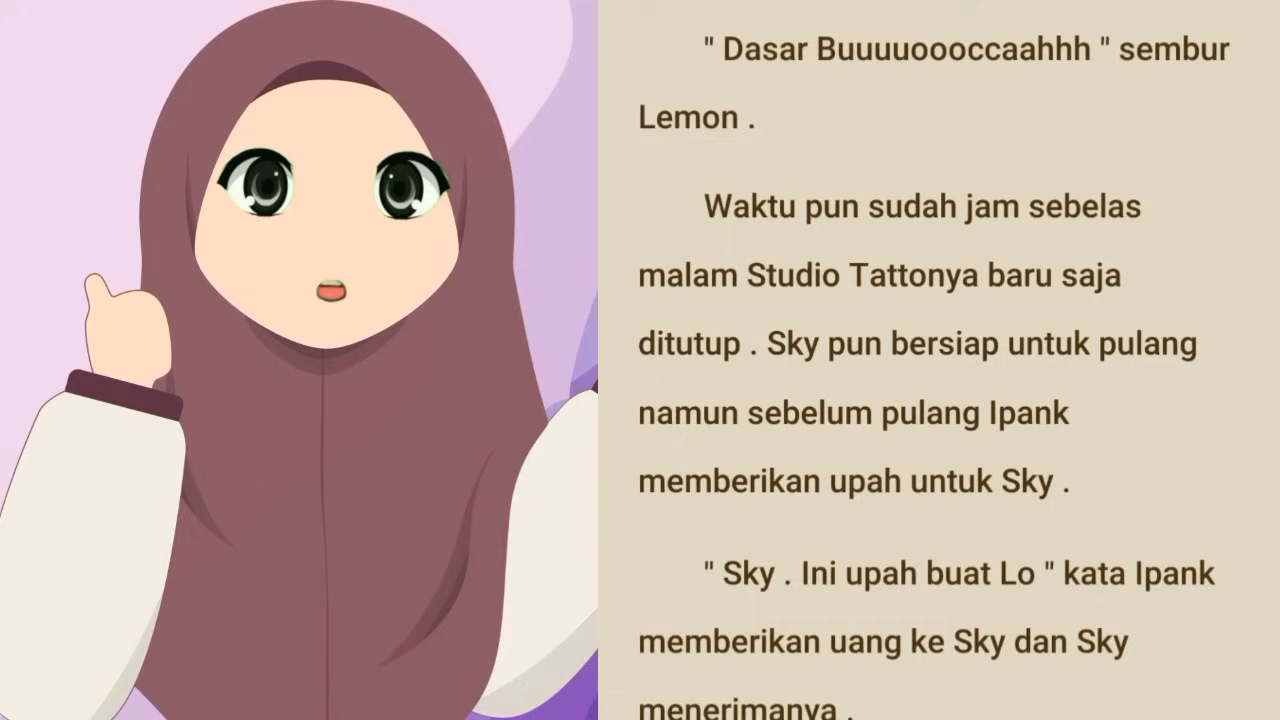 " Dasar Buuuuoooccaahhh " sembur
Lemon .
Waktu pun sudah jam sebelas
malam Studio Tattonya baru saja
ditutup . Sky pun bersiap untuk pulang
namun sebelum pulang Ipank
memberikan upah untuk Sky .
" Sky . Ini upah buat Lo " kata Ipank
memberikan uang ke Sky dan Sky
menerimanya .